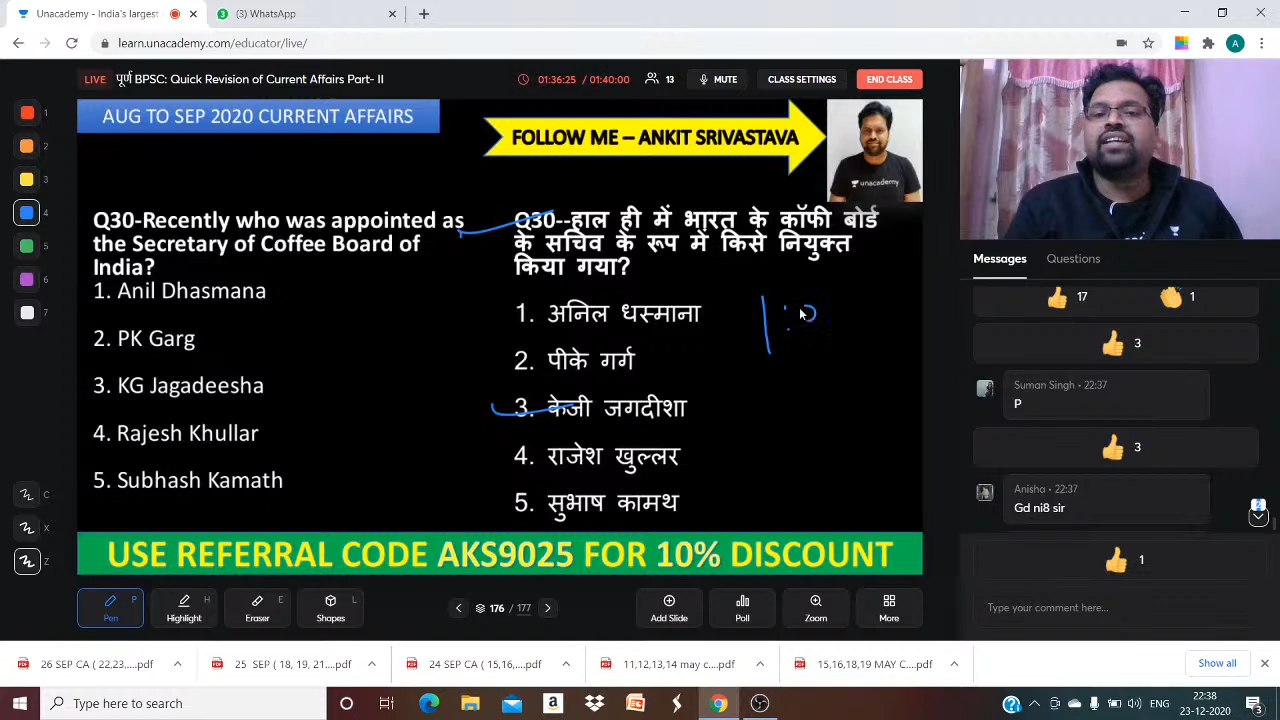 Unacademy - India's largest
(3) WhatsApp
learn.unacademy.com/educator/live/
LIVE पूर्ण BPSC: Quick Revision of Current Affairs Part- II
01:36:25 / 01:40:00
13
MUTE
CLASS SETTINGS
END CLASS
1
2
3
4
5
6
7
C
X
Z
AUG TO SEP 2020 CURRENT AFFAIRS
FOLLOW ME – ANKIT SRIVASTAVA
unacademy
Q30-Recently who was appointed as
the Secretary of Coffee Board of
India?
1. Anil Dhasmana
2. PK Garg
3. KG Jagadeesha
4. Rajesh Khullar
5. Subhash Kamath
Q30--हाल ही में भारत के कॉफी बोर्ड
के सचिव के रूप में किसे नियुक्त
किया गया?
1. अनिल धस्माना
2. पीके गर्ग
3. केजी जगदीशा
4. राजेश खुल्लर
5. सुभाष कामथ
USE REFERRAL CODE AKS9025 FOR 10% DISCOUNT
Messages
Questions
17
1
3
Suman Singh - 22:37
P
3
Anisha - 22:37
Gd ni8 sir
1
Type your comment here...
Pen
P
Highlight
H
Eraser
E
Shapes
L
176 / 177
Add Slide
Poll
Zoom
More
26 SEP CA ( 22,23,....pdf
25 SEP ( 18, 19, 21....pdf
24 SEP CA ( 15,16,....pdf
11,12,13,14 may c....pdf
15,16,18,19 MAY C....pdf
Show all
Type here to search
ENG
22:38
23-12-2020